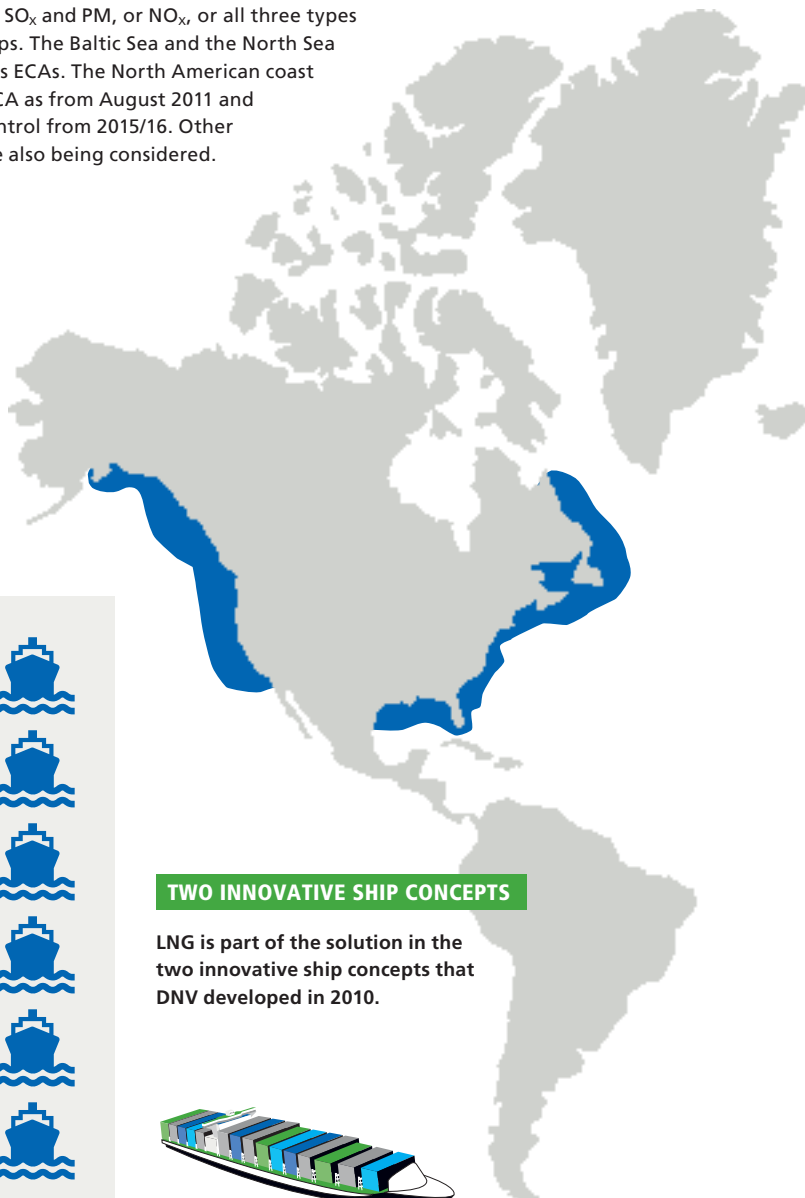 SOₓ and PM, or NOₓ, or all three types
ps. The Baltic Sea and the North Sea
s ECAs. The North American coast
CA as from August 2011 and
ntrol from 2015/16. Other
e also being considered.
TWO INNOVATIVE SHIP CONCEPTS
LNG is part of the solution in the
two innovative ship concepts that
DNV developed in 2010.